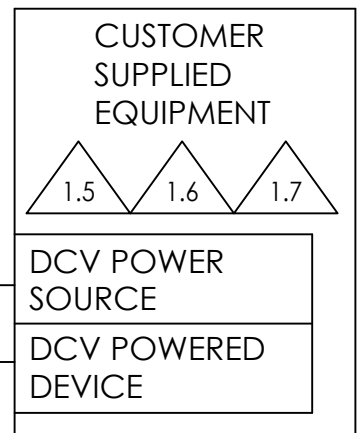 CUSTOMER
SUPPLIED
EQUIPMENT
1.5 1.6 1.7
DCV POWER
SOURCE
DCV POWERED
DEVICE